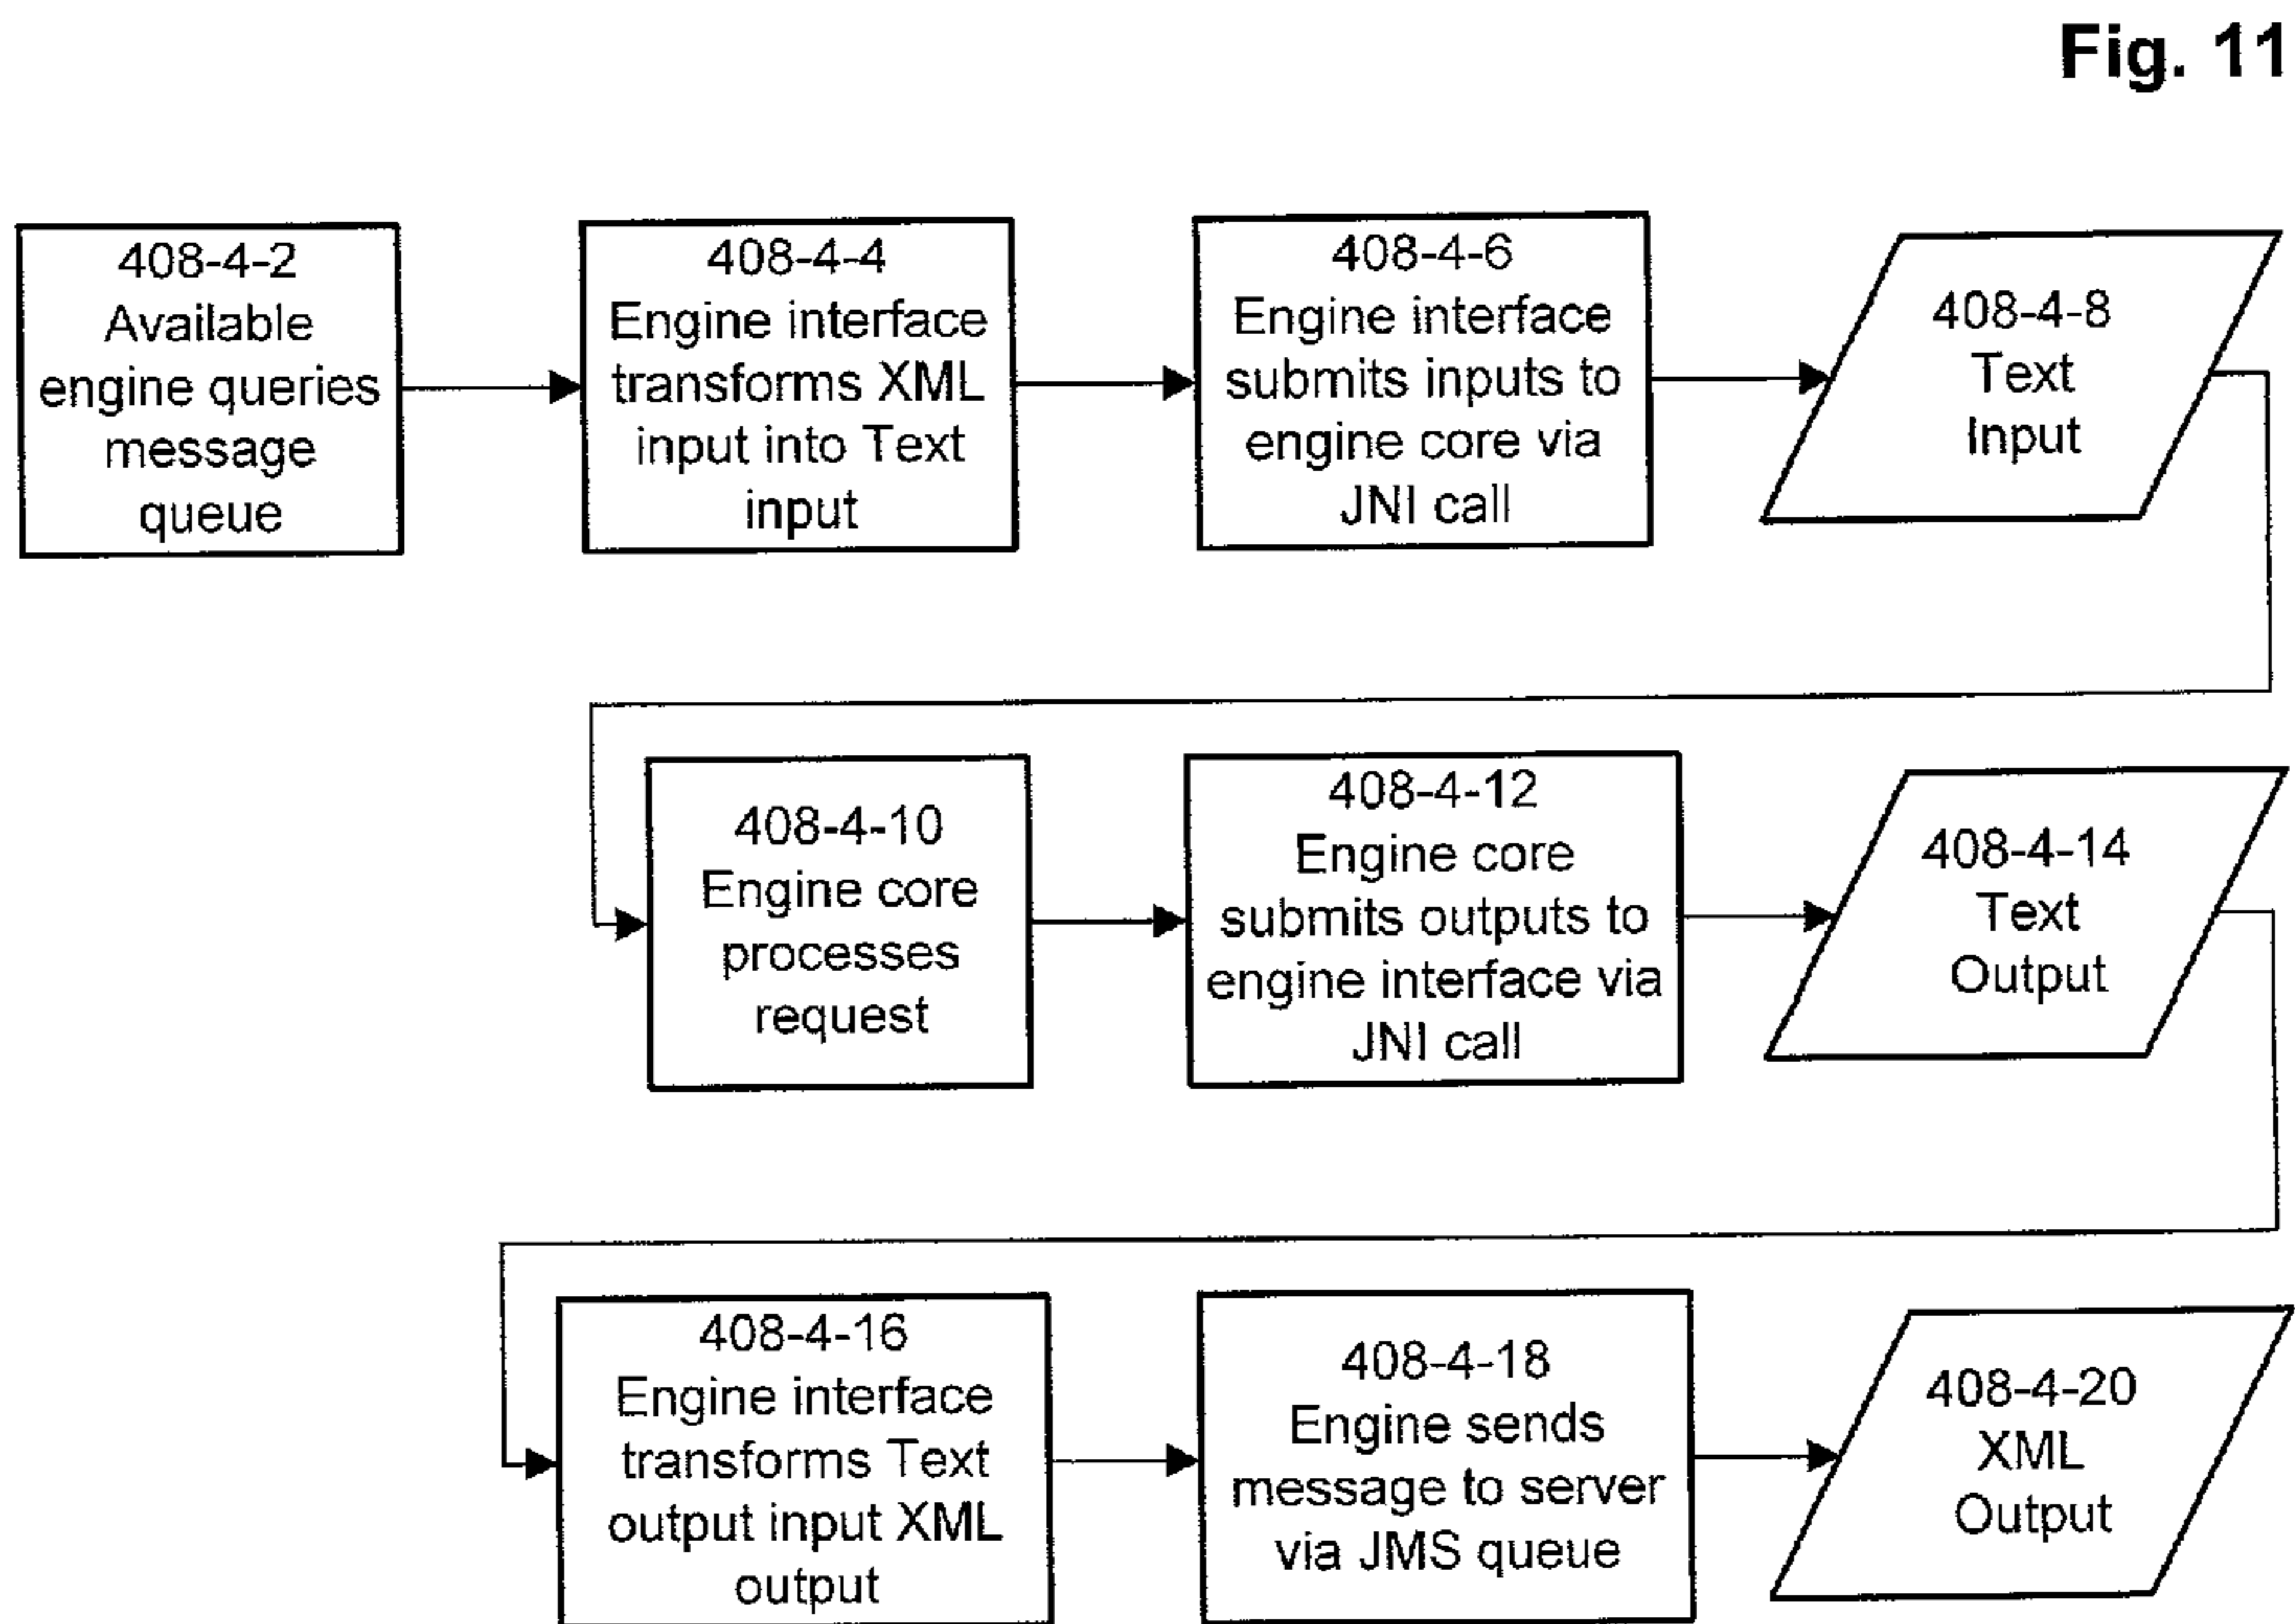 Fig. 11
408-4-2
Available
engine queries
message
queue
408-4-4
Engine interface
transforms XML
input into Text
input
408-4-6
Engine interface
submits inputs to
engine core via
JNI call
408-4-8
Text
Input
408-4-10
Engine core
processes
request
408-4-12
Engine core
submits outputs to
engine interface via
JNI call
408-4-14
Text
Output
408-4-16
Engine interface
transforms Text
output input XML
output
408-4-18
Engine sends
message to server
via JMS queue
408-4-20
XML
Output